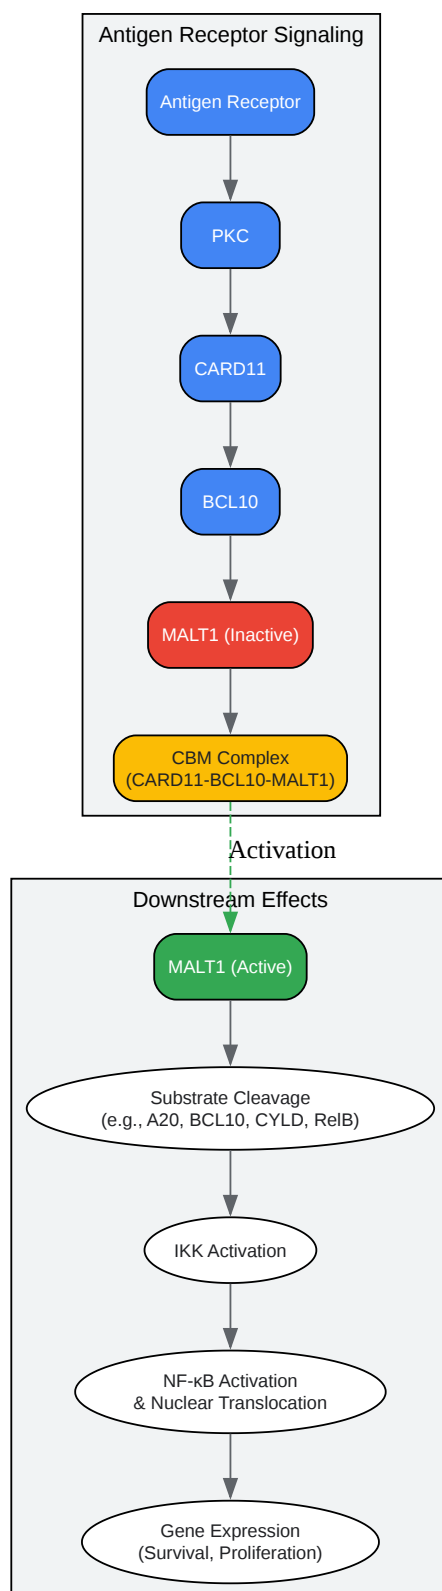 Antigen Receptor Signaling
Antigen Receptor
PKC
CARD11
BCL10
MALT1 (Inactive)
CBM Complex
(CARD11-BCL10-MALT1)
Activation
Downstream Effects
MALT1 (Active)
Substrate Cleavage
(e.g., A20, BCL10, CYLD, RelB)
IKK Activation
NF-κB Activation
& Nuclear Translocation
Gene Expression
(Survival, Proliferation)